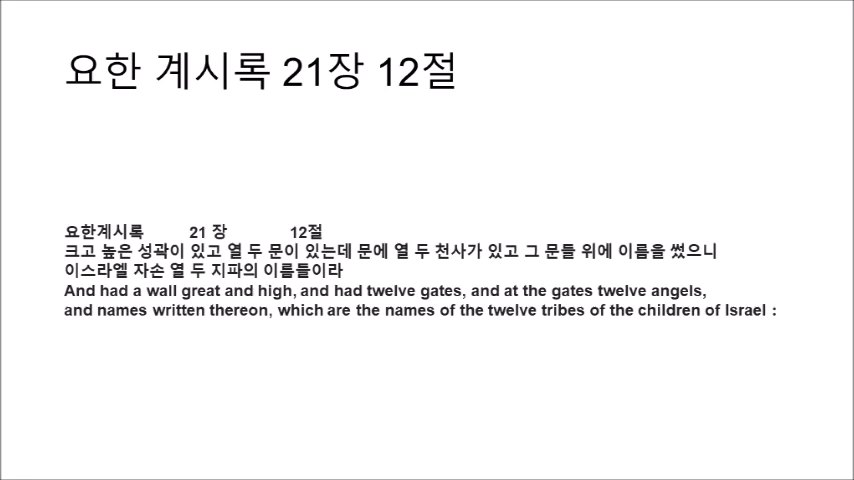 요한 계시록 21장 12절
요한계시록 21 장 12절
크고 높은 성곽이 있고 열 두 문이 있는데 문에 열 두 천사가 있고 그 문들 위에 이름을 썼으니
이스라엘 자손 열 두 지파의 이름들이라
And had a wall great and high, and had twelve gates, and at the gates twelve angels,
and names written thereon, which are the names of the twelve tribes of the children of Israel :